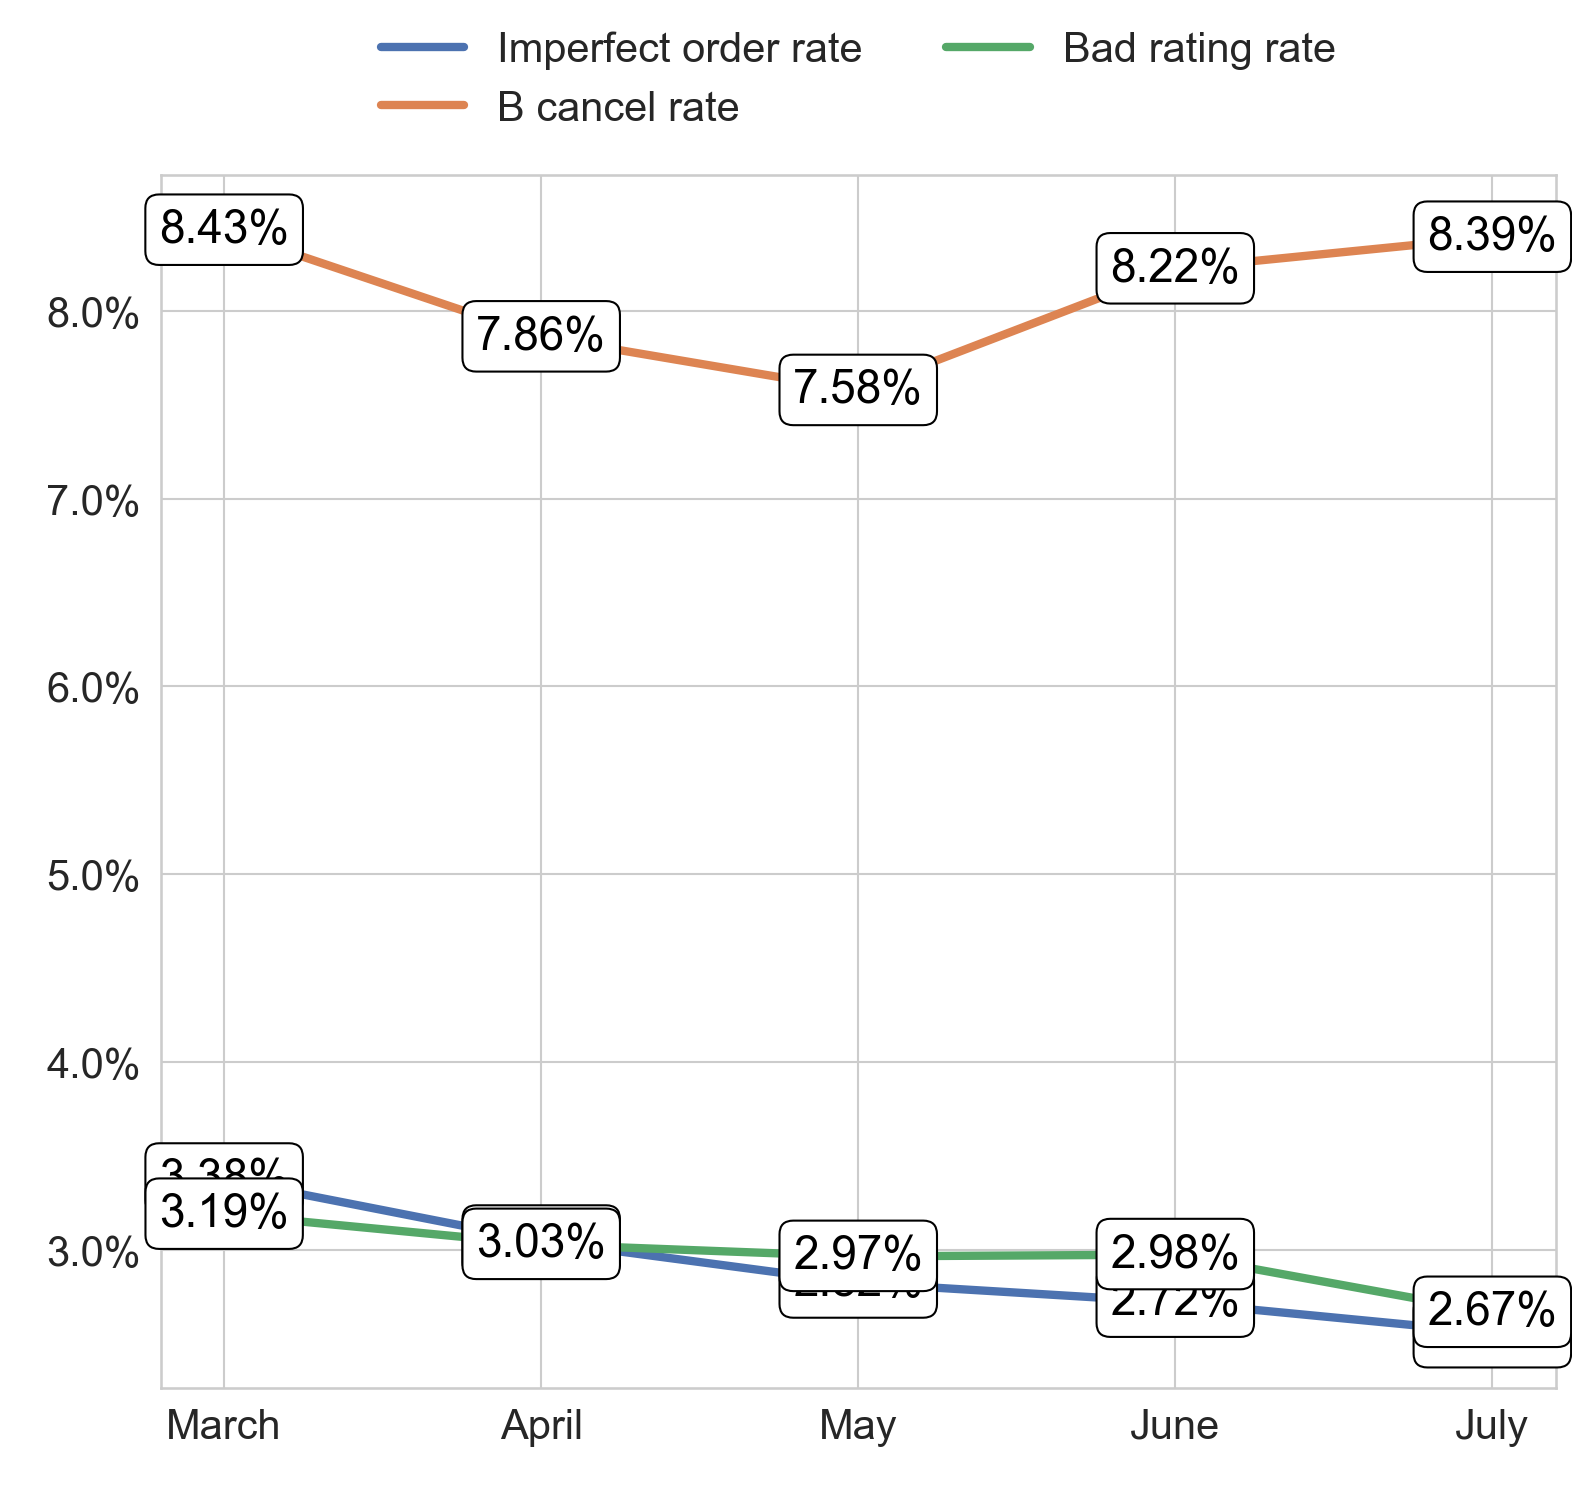 Imperfect order rate
Bad rating rate
B cancel rate
8.43%
7.86%
7.58%
8.22%
8.39%
8.0%
7.0%
6.0%
5.0%
4.0%
3.0%
3.38%
3.19%
3.03%
2.97%
2.98%
2.72%
2.67%
March
April
May
June
July